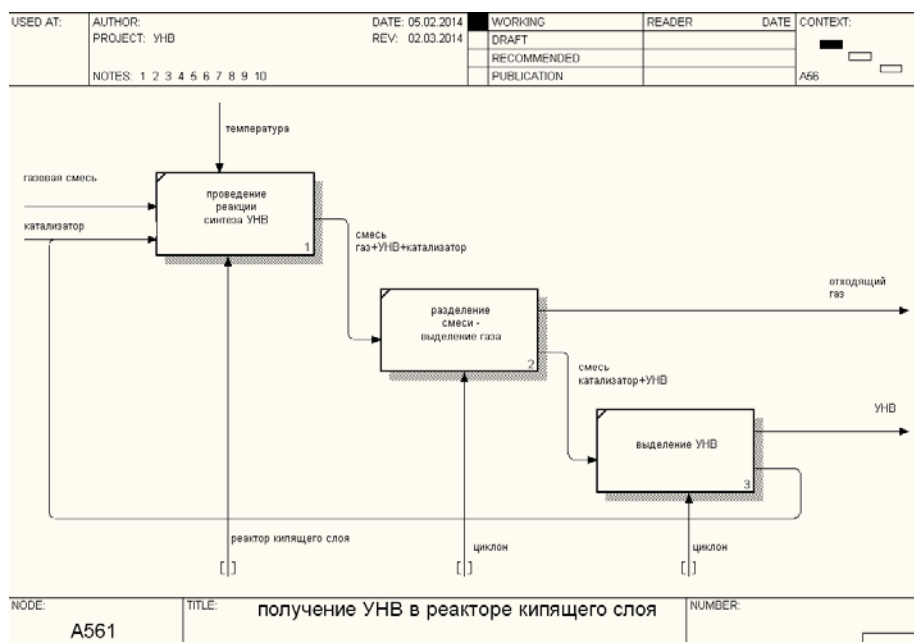 USED AT:
AUTHOR:
DATE: 05.02.2014
WORKING
READER
DATE
CONTEXT:
PROJECT: УНВ
REV: 02.03.2014
DRAFT
RECOMMENDED
NOTES: 1 2 3 4 5 6 7 8 9 10
PUBLICATION
A56
температура
газовая смесь
катализатор
проведение
реакции
синтеза УНВ
1
смесь
газ+УНВ+катализатор
разделение
смеси -
выделение газа
2
отходящий
газ
смесь
катализатор+УНВ
УНВ
выделение УНВ
3
реактор кипящего слоя
циклон
циклон
NODE:
A561
TITLE:
получение УНВ в реакторе кипящего слоя
NUMBER: